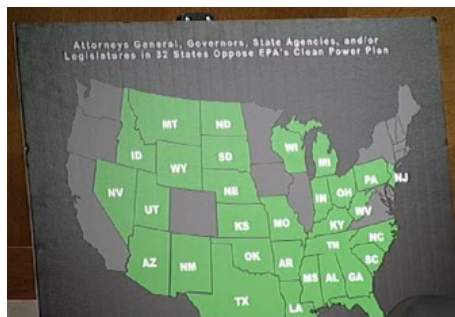 Attorneys General, Governors, State Agencies, and/or
Legislatures in 32 States Oppose EPA's Clean Power Plan
MT
ND
ID
SD
WI
MI
WY
NV
NE
PA
NJ
UT
IN
OH
KS
MO
KY
WV
AZ
NM
OK
AR
TN
NC
SC
TX
LA
MS
AL
GA